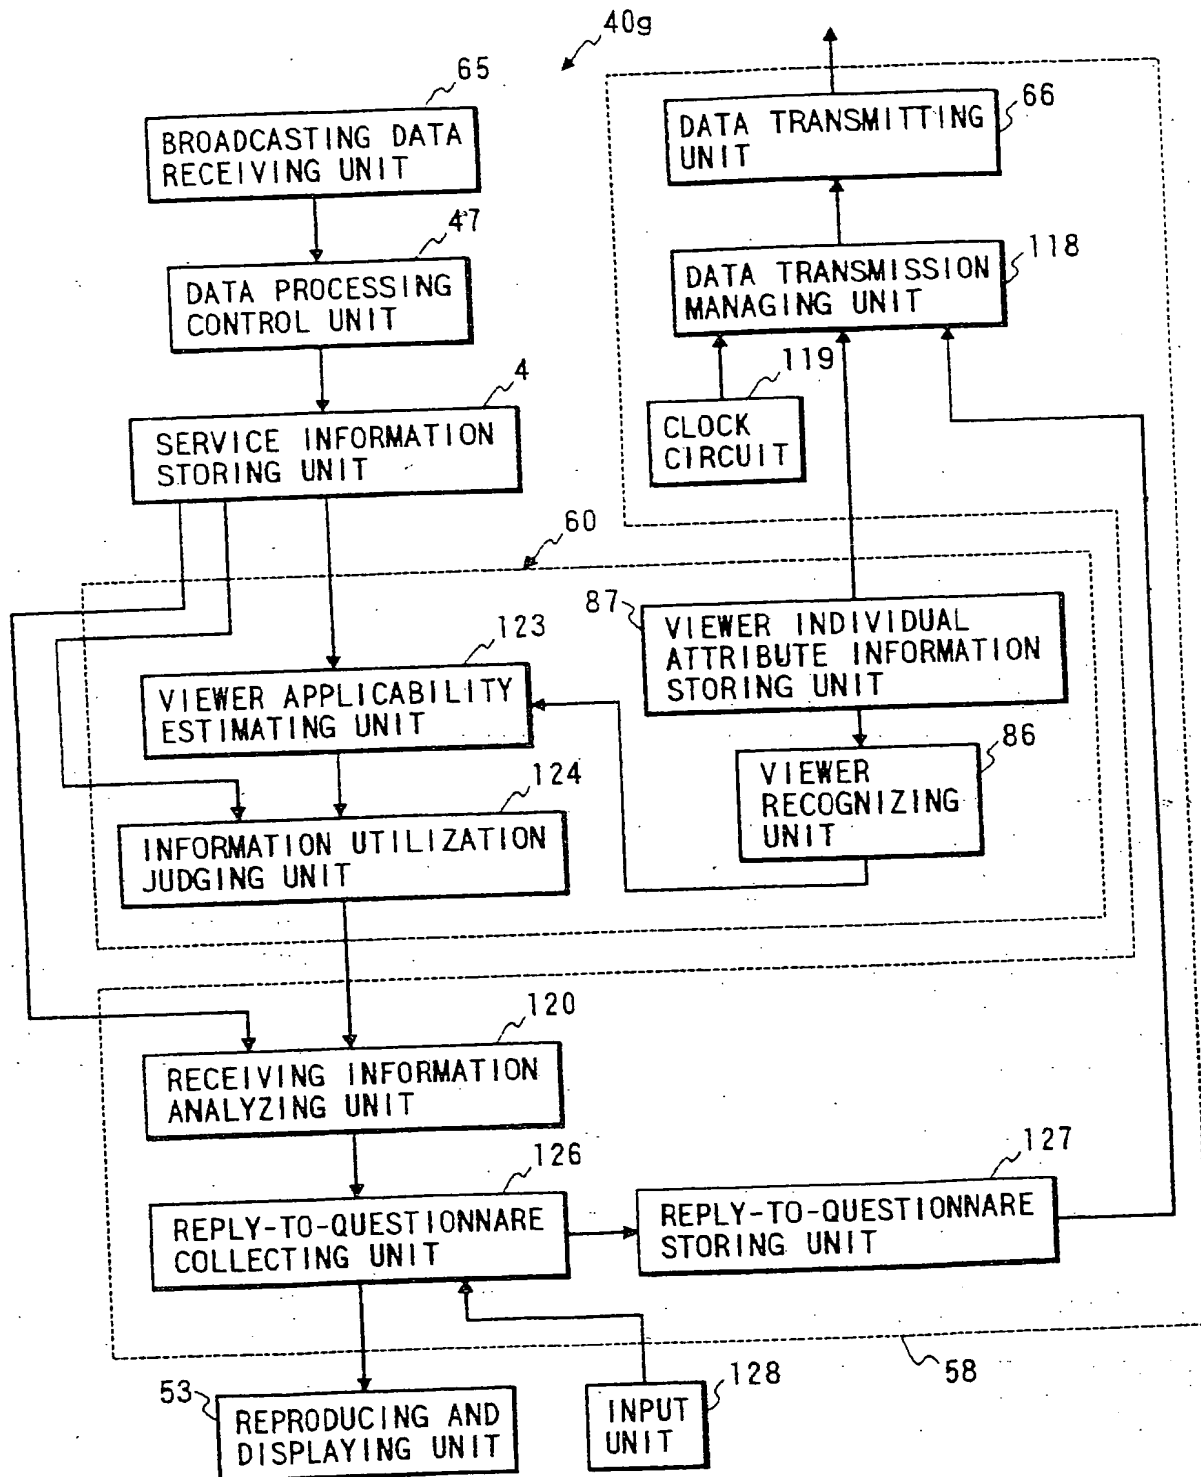 40g
65
BROADCASTING DATA
RECEIVING UNIT
66
DATA TRANSMITTING
UNIT
47
DATA PROCESSING
CONTROL UNIT
118
DATA TRANSMISSION
MANAGING UNIT
4
SERVICE INFORMATION
STORING UNIT
119
CLOCK
CIRCUIT
60
87
VIEWER INDIVIDUAL
ATTRIBUTE INFORMATION
STORING UNIT
123
VIEWER APPLICABILITY
ESTIMATING UNIT
86
VIEWER
RECOGNIZING
UNIT
124
INFORMATION UTILIZATION
JUDGING UNIT
120
RECEIVING INFORMATION
ANALYZING UNIT
126
REPLY-TO-QUESTIONNARE
COLLECTING UNIT
127
REPLY-TO-QUESTIONNARE
STORING UNIT
58
53
REPRODUCING AND
DISPLAYING UNIT
128
INPUT
UNIT